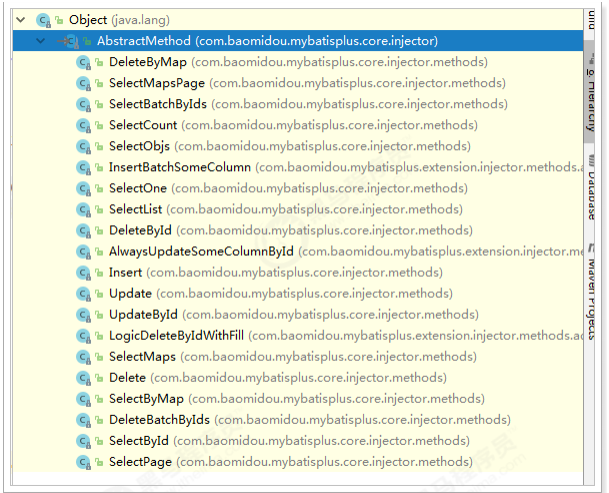 Object (java.lang)
AbstractMethod (com.baomidou.mybatisplus.core.injector)
DeleteByMap (com.baomidou.mybatisplus.core.injector.methods)
SelectMapsPage (com.baomidou.mybatisplus.core.injector.methods)
SelectBatchByIds (com.baomidou.mybatisplus.core.injector.methods)
SelectCount (com.baomidou.mybatisplus.core.injector.methods)
SelectObjs (com.baomidou.mybatisplus.core.injector.methods)
InsertBatchSomeColumn (com.baomidou.mybatisplus.extension.injector.methods.a
SelectOne (com.baomidou.mybatisplus.core.injector.methods)
SelectList (com.baomidou.mybatisplus.core.injector.methods)
DeleteById (com.baomidou.mybatisplus.core.injector.methods)
AlwaysUpdateSomeColumnById (com.baomidou.mybatisplus.extension.injector.me
Insert (com.baomidou.mybatisplus.core.injector.methods)
Update (com.baomidou.mybatisplus.core.injector.methods)
UpdateById (com.baomidou.mybatisplus.core.injector.methods)
LogicDeleteByIdWithFill (com.baomidou.mybatisplus.extension.injector.methods.ac
SelectMaps (com.baomidou.mybatisplus.core.injector.methods)
Delete (com.baomidou.mybatisplus.core.injector.methods)
SelectByMap (com.baomidou.mybatisplus.core.injector.methods)
DeleteBatchByIds (com.baomidou.mybatisplus.core.injector.methods)
SelectById (com.baomidou.mybatisplus.core.injector.methods)
SelectPage (com.baomidou.mybatisplus.core.injector.methods)
Hierarchy
Database
Maven Projects